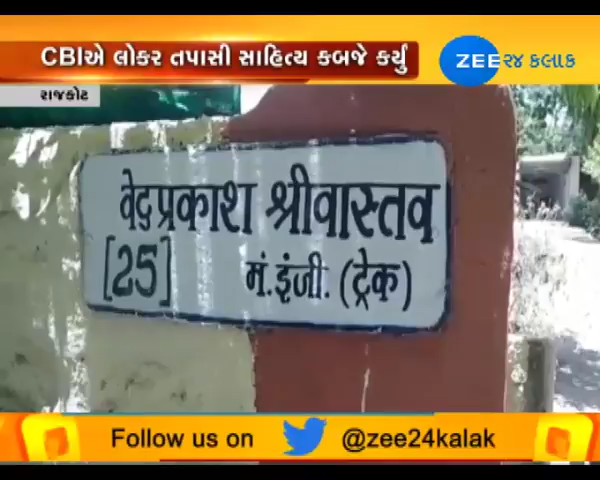 CBIએ લોકર તપાસી સાહિત્ય કબજે કર્યુ
ZEE ૨૪ કલાક
રાજકોટ
वेदप्रकाश श्रीवास्तव
[25] मं.इंजी. (ट्रेक)
Follow us on @zee24kalak